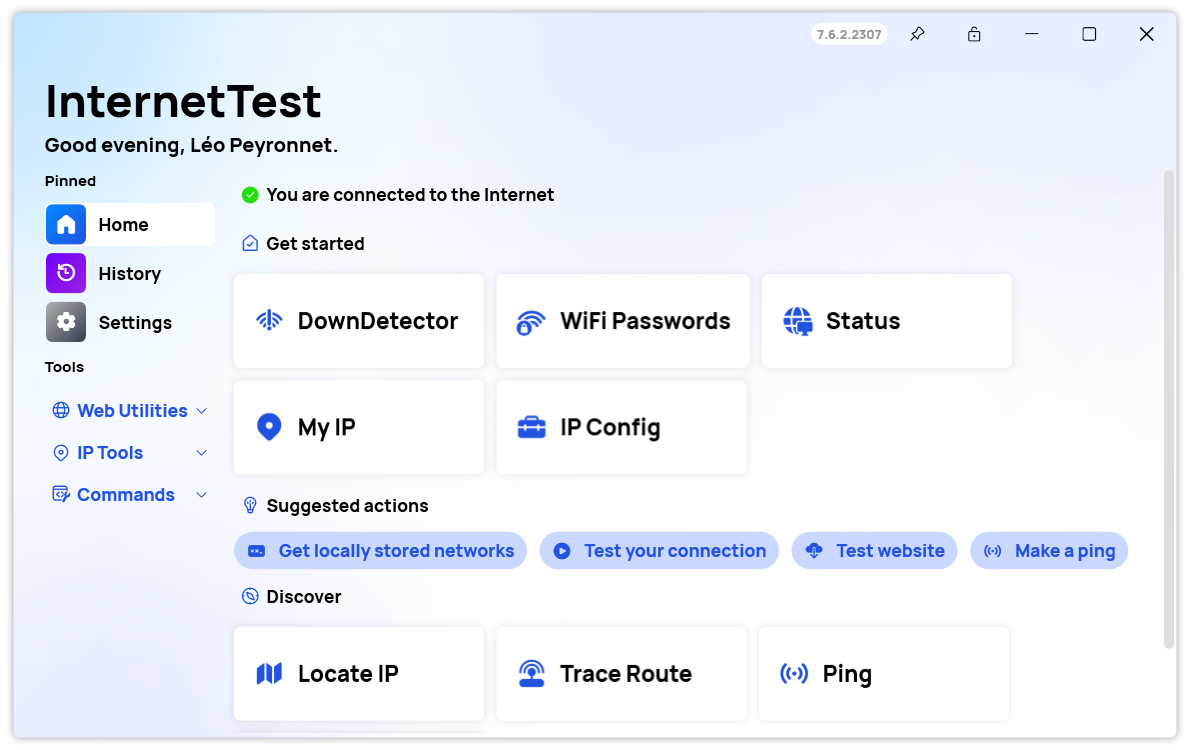 7.6.2.2307
InternetTest
Good evening, Léo Peyronnet.
Pinned
Home
History
Settings
Tools
Web Utilities
IP Tools
Commands
You are connected to the Internet
Get started
DownDetector
WiFi Passwords
Status
My IP
IP Config
Suggested actions
Get locally stored networks
Test your connection
Test website
Make a ping
Discover
Locate IP
Trace Route
Ping